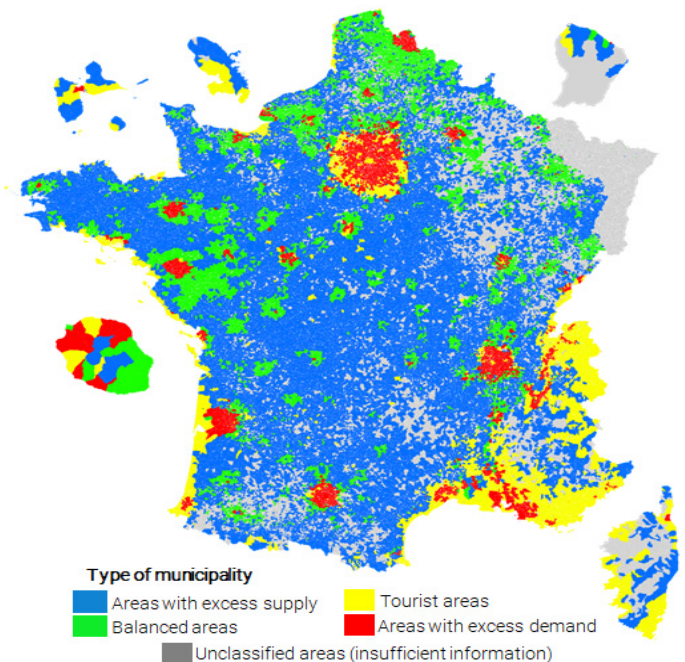 Type of municipality
Areas with excess supply
Tourist areas
Balanced areas
Areas with excess demand
Unclassified areas (insufficient information)